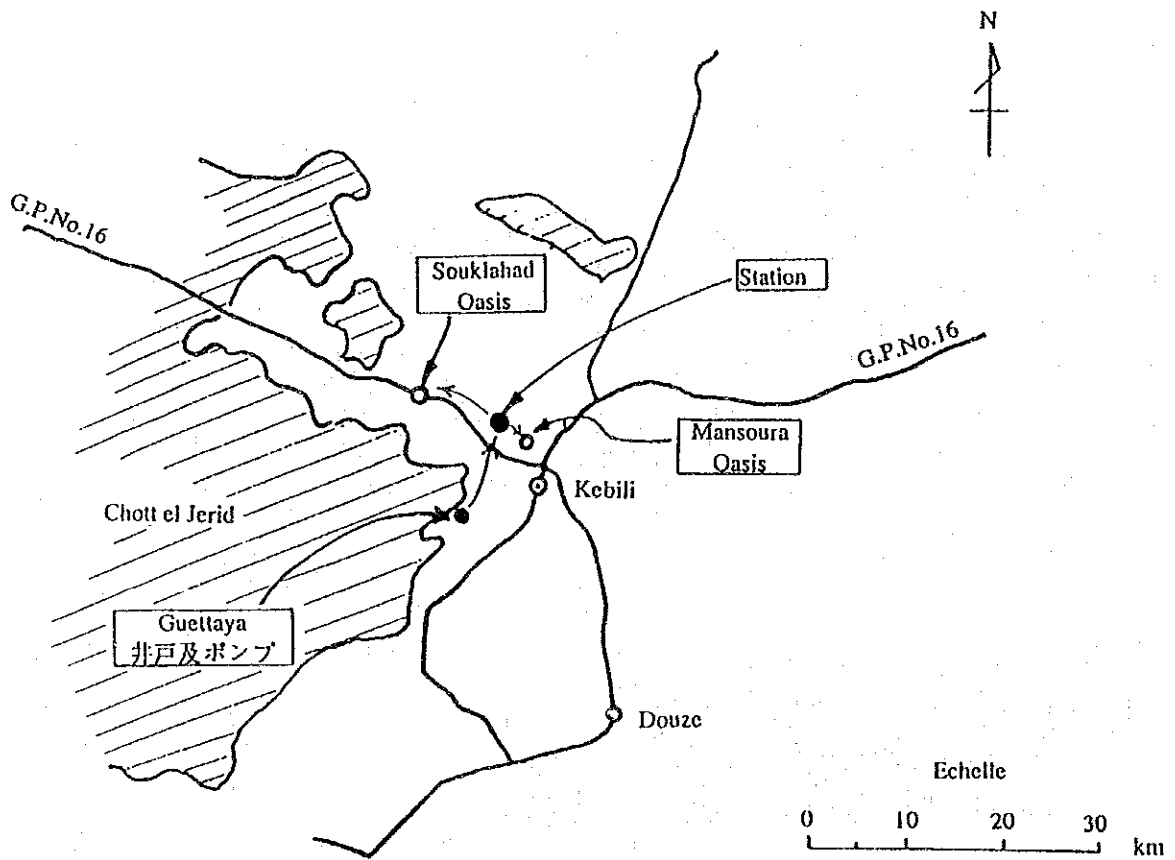 N
G.P.No.16
Souklahad
Oasis
Station
G.P.No.16
Mansoura
Oasis
Kebili
Chott el Jerid
Guettaya
井戸及ポンプ
Douze
Echelle
0 10 20 30
km